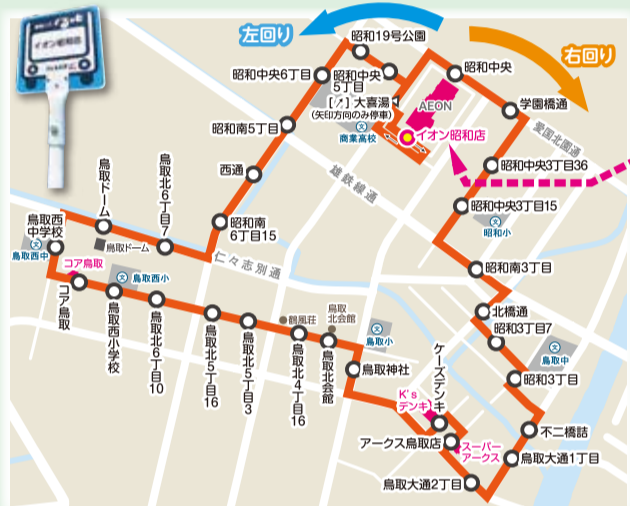 イオン昭和店
左回り
右回り
昭和19号公園
昭和中央6丁目
昭和中央
5丁目
[↗] 大喜湯
(矢印方向のみ停車)
昭和中央
AEON
イオン昭和店
学園橋通
愛国北園通
昭和南5丁目
商業高校
雄鉄線通
昭和中央3丁目36
西通
昭和中央3丁目15
昭和小
昭和南
6丁目15
鳥取北6丁目7
鳥取ドーム
鳥取ドーム
鳥取西
中学校
鳥取西中
仁々志別通
昭和南3丁目
コア鳥取
コア鳥取
鳥取西小
鳥取西小学校
鳥取北6丁目
10
鳥取北5丁目
16
鳥取北5丁目
3
鶴風荘
鳥取北4丁目
16
鳥取
北会館
鳥取北会館
鳥取小
鳥取神社
北橋通
昭和3丁目7
鳥取中
昭和3丁目
ケーズデンキ
K's
デンキ
アークス鳥取店
スーパー
アークス
不二橋詰
鳥取大通1丁目
鳥取大通2丁目